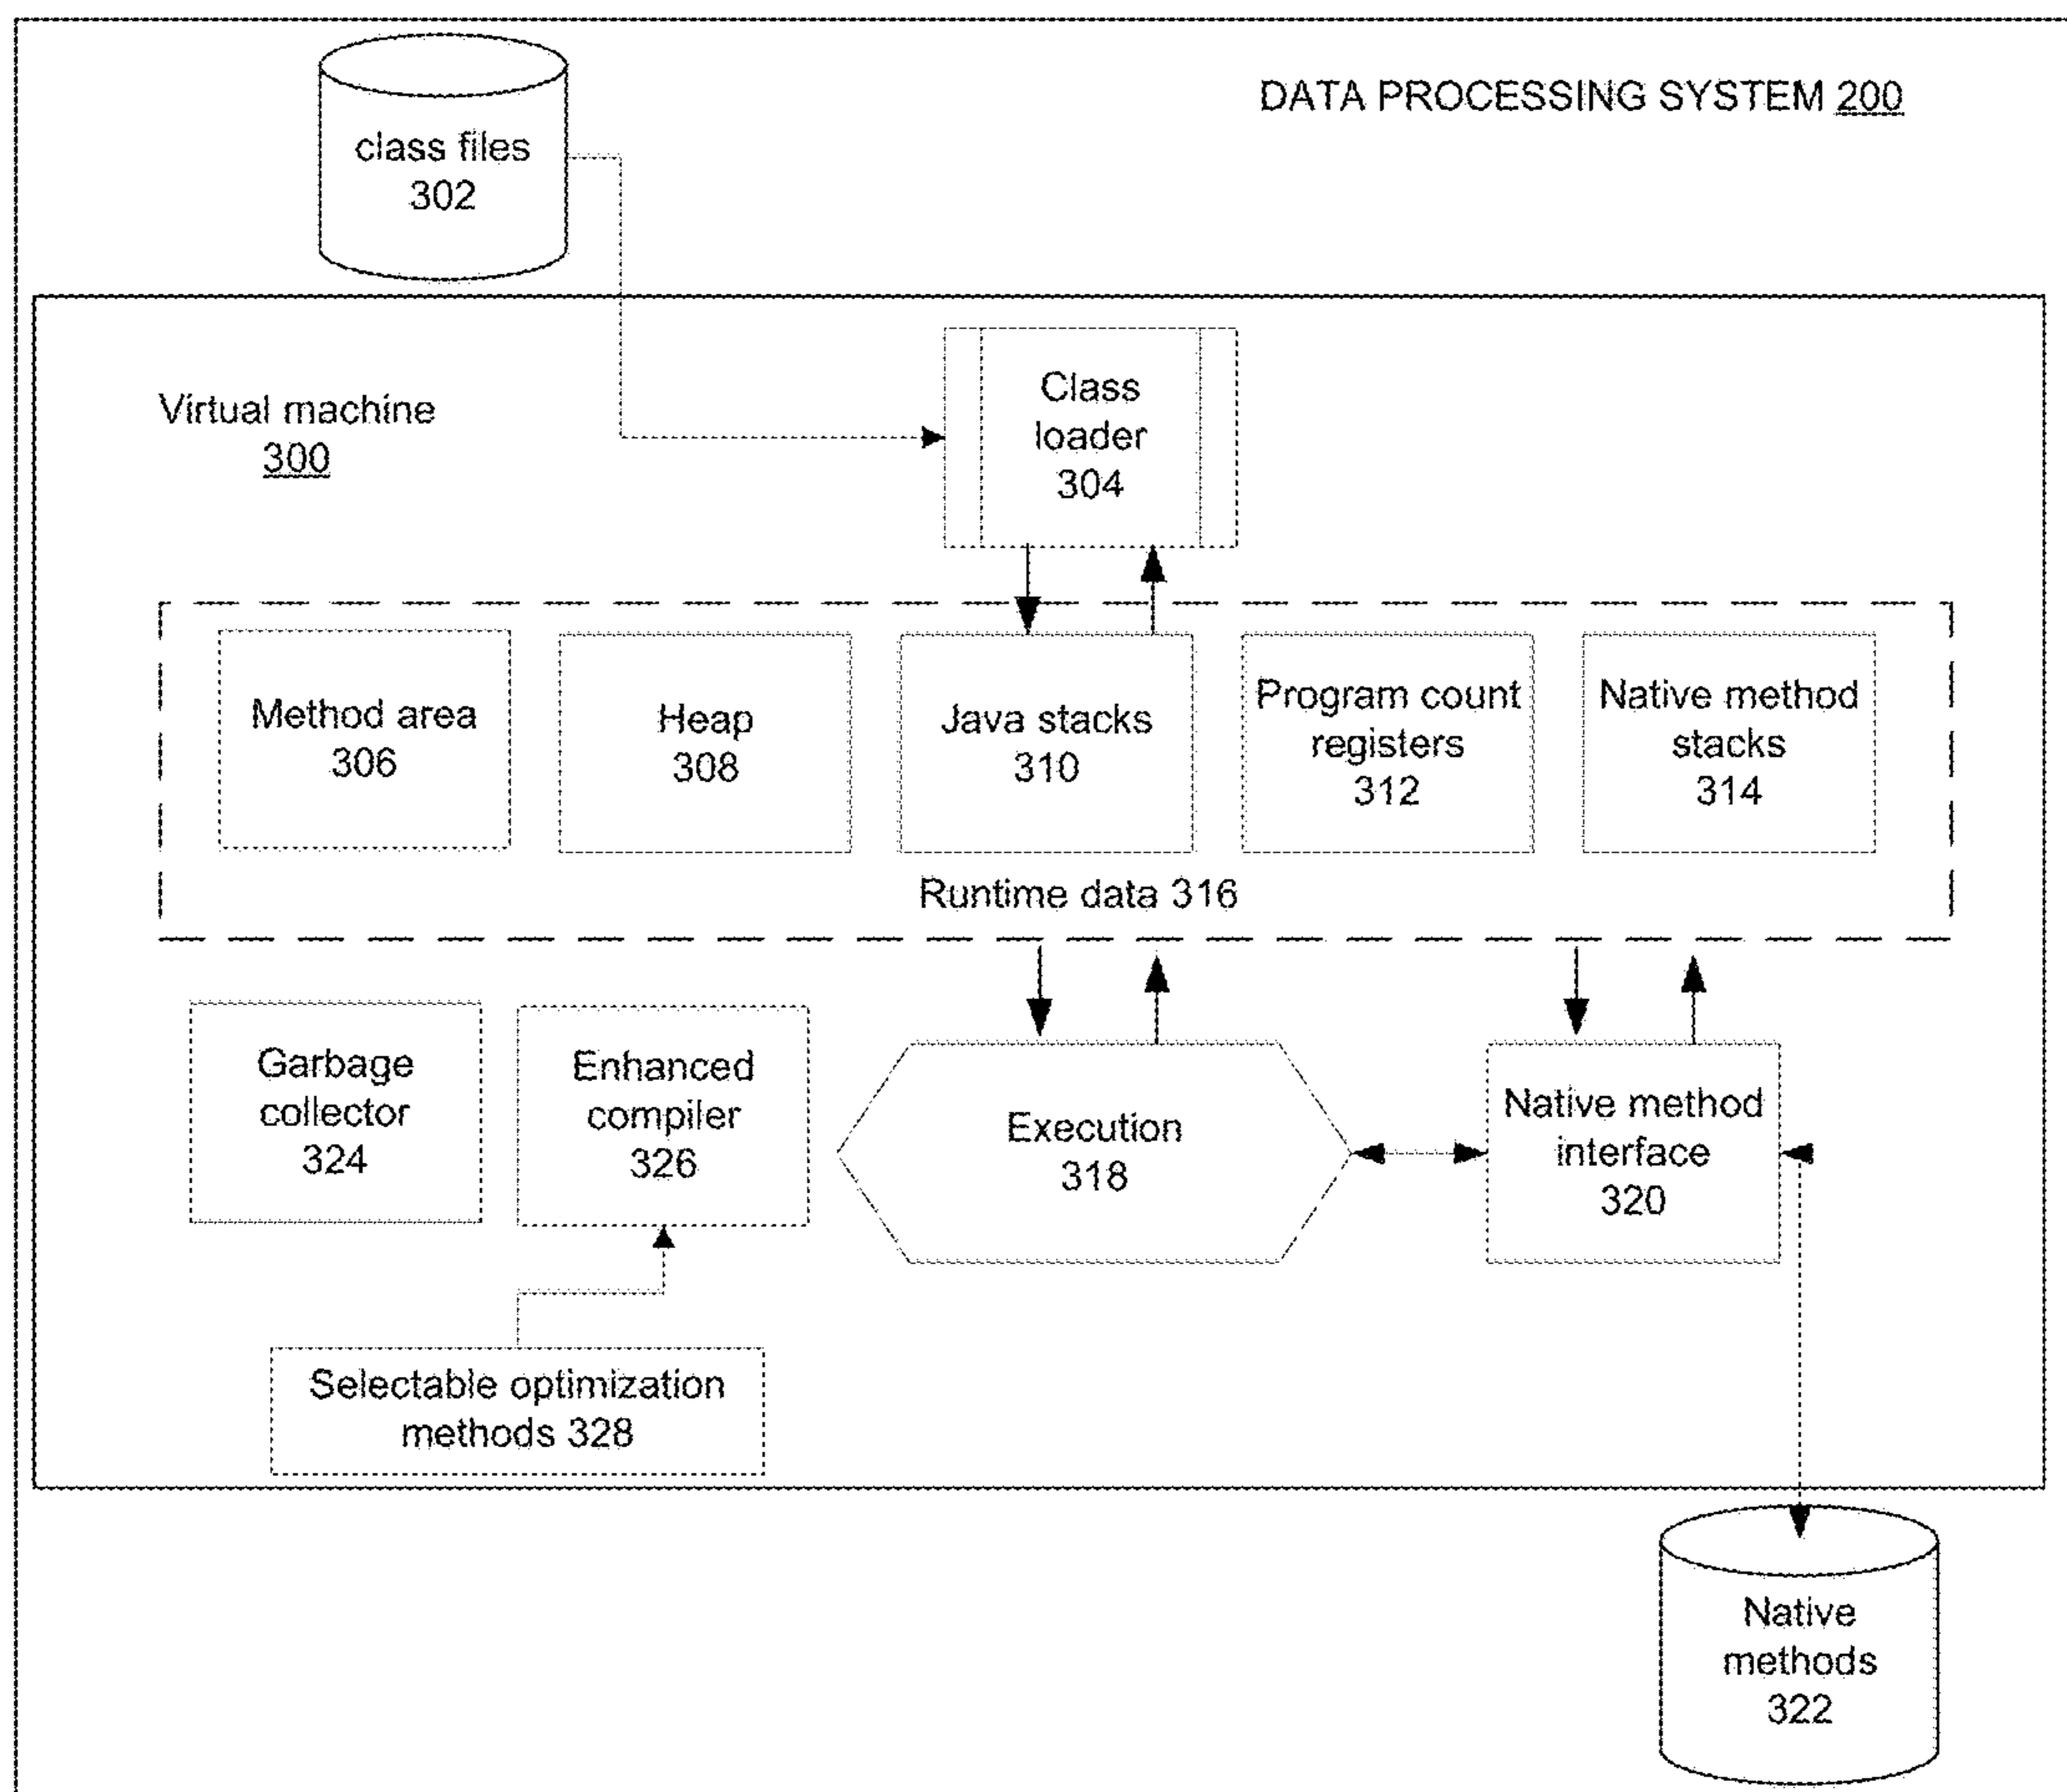 DATA PROCESSING SYSTEM 200
class files
302
Virtual machine
300
Class
loader
304
Method area
306
Heap
308
Java stacks
310
Program count
registers
312
Native method
stacks
314
Runtime data 316
Garbage
collector
324
Enhanced
compiler
326
Execution
318
Native method
interface
320
Selectable optimization
methods 328
Native
methods
322